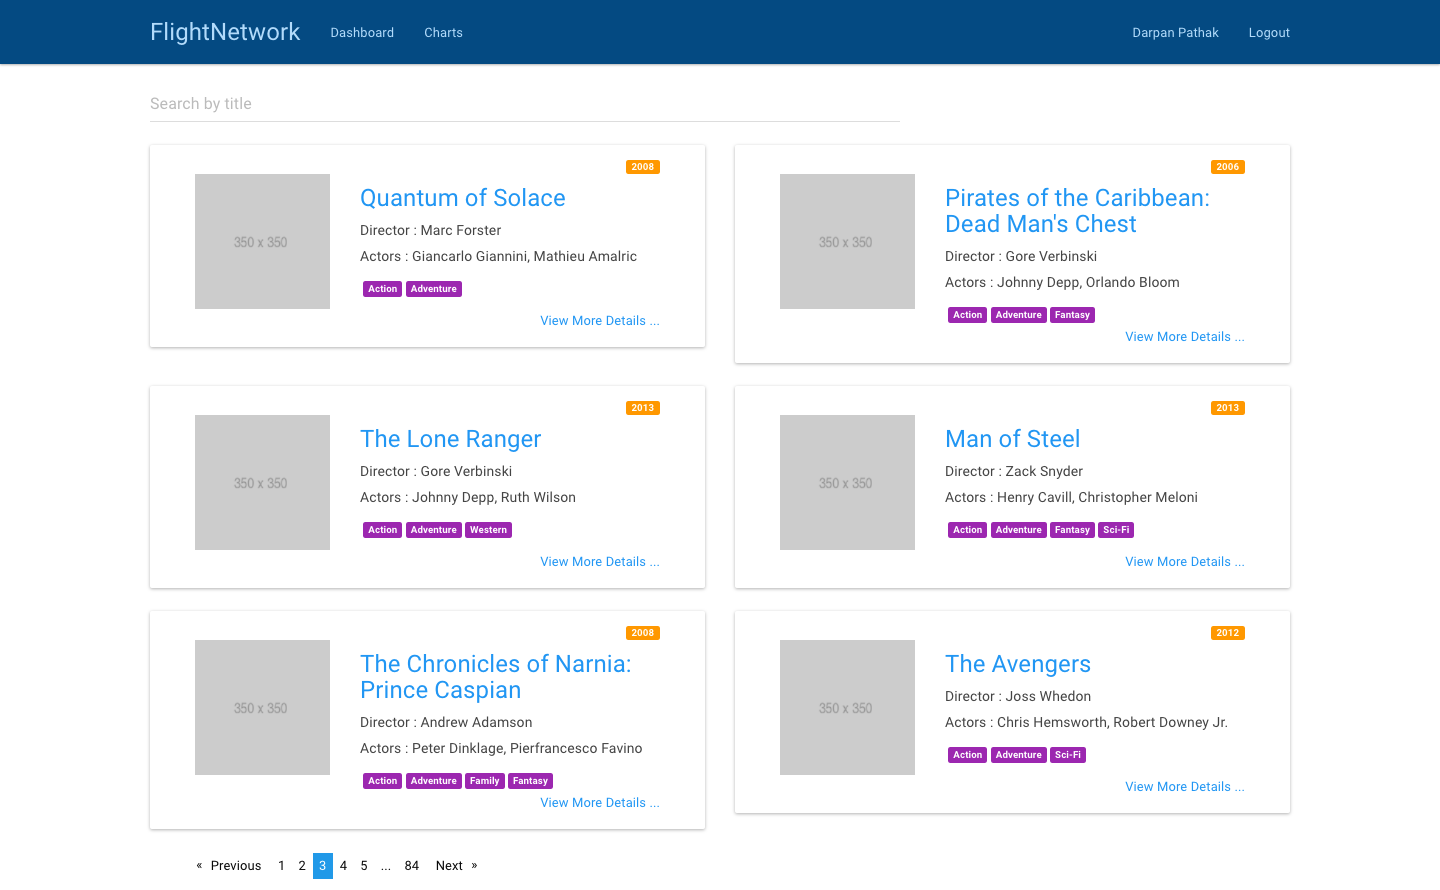 FlightNetwork Dashboard Charts Darpan Pathak Logout
Search by title
2008
350 x 350
Quantum of Solace
Director : Marc Forster
Actors : Giancarlo Giannini, Mathieu Amalric
Action Adventure
View More Details ...
2006
350 x 350
Pirates of the Caribbean:
Dead Man's Chest
Director : Gore Verbinski
Actors : Johnny Depp, Orlando Bloom
Action Adventure Fantasy
View More Details ...
2013
350 x 350
The Lone Ranger
Director : Gore Verbinski
Actors : Johnny Depp, Ruth Wilson
Action Adventure Western
View More Details ...
2013
350 x 350
Man of Steel
Director : Zack Snyder
Actors : Henry Cavill, Christopher Meloni
Action Adventure Fantasy Sci-Fi
View More Details ...
2008
350 x 350
The Chronicles of Narnia:
Prince Caspian
Director : Andrew Adamson
Actors : Peter Dinklage, Pierfrancesco Favino
Action Adventure Family Fantasy
View More Details ...
2012
350 x 350
The Avengers
Director : Joss Whedon
Actors : Chris Hemsworth, Robert Downey Jr.
Action Adventure Sci-Fi
View More Details ...
« Previous 1 2 3 4 5 ... 84 Next »